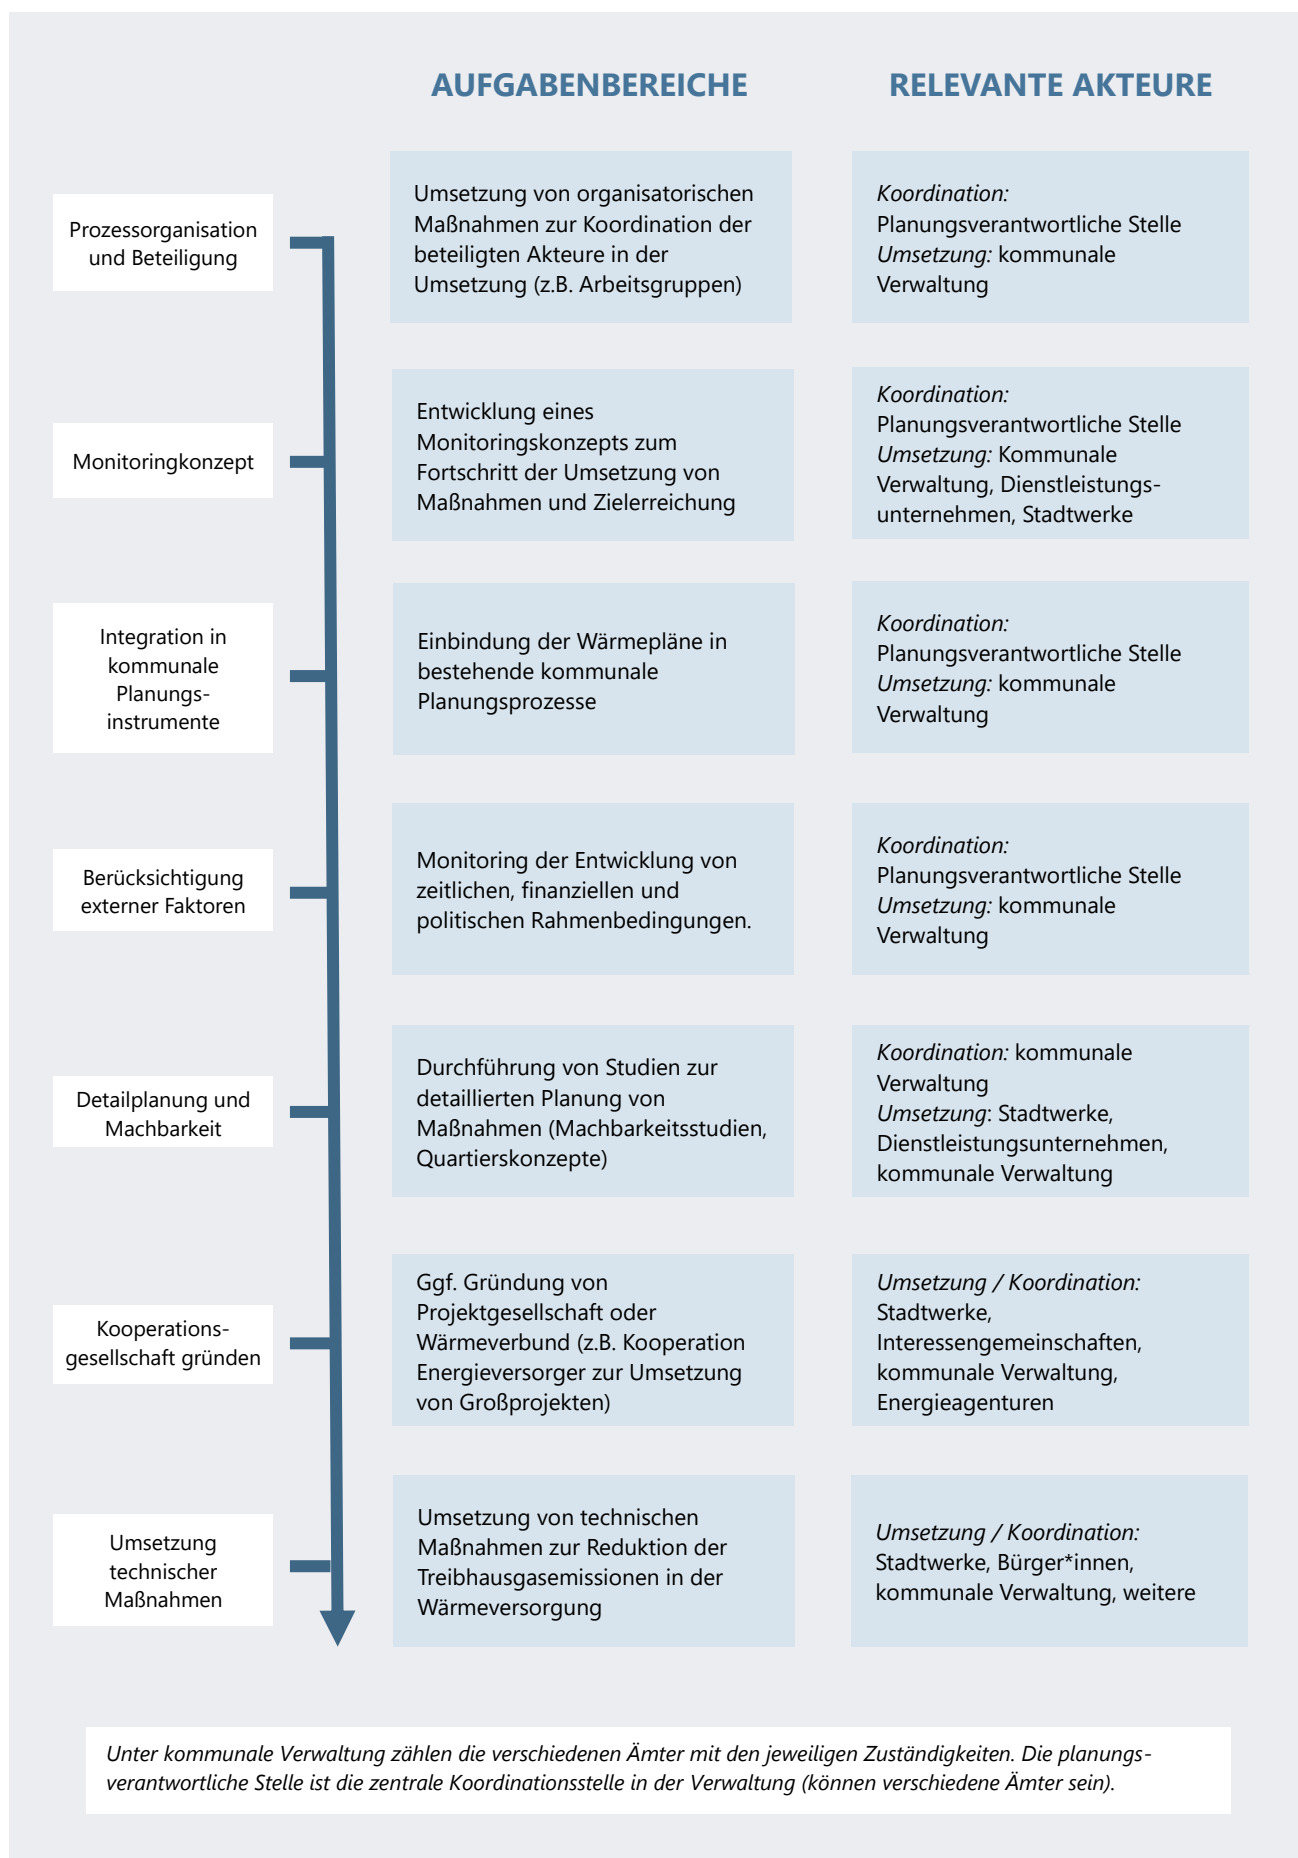 AUFGABENBEREICHE
RELEVANTE AKTEURE
Prozessorganisation
und Beteiligung
Umsetzung von organisatorischen
Maßnahmen zur Koordination der
beteiligten Akteure in der
Umsetzung (z.B. Arbeitsgruppen)
Koordination:
Planungsverantwortliche Stelle
Umsetzung: kommunale
Verwaltung
Monitoringkonzept
Entwicklung eines
Monitoringskonzepts zum
Fortschritt der Umsetzung von
Maßnahmen und Zielerreichung
Koordination:
Planungsverantwortliche Stelle
Umsetzung: Kommunale
Verwaltung, Dienstleistungs-
unternehmen, Stadtwerke
Integration in
kommunale
Planungs-
instrumente
Einbindung der Wärmepläne in
bestehende kommunale
Planungsprozesse
Koordination:
Planungsverantwortliche Stelle
Umsetzung: kommunale
Verwaltung
Berücksichtigung
externer Faktoren
Monitoring der Entwicklung von
zeitlichen, finanziellen und
politischen Rahmenbedingungen.
Koordination:
Planungsverantwortliche Stelle
Umsetzung: kommunale
Verwaltung
Detailplanung und
Machbarkeit
Durchführung von Studien zur
detaillierten Planung von
Maßnahmen (Machbarkeitsstudien,
Quartierskonzepte)
Koordination: kommunale
Verwaltung
Umsetzung: Stadtwerke,
Dienstleistungsunternehmen,
kommunale Verwaltung
Kooperations-
gesellschaft gründen
Ggf. Gründung von
Projektgesellschaft oder
Wärmeverbund (z.B. Kooperation
Energieversorger zur Umsetzung
von Großprojekten)
Umsetzung / Koordination:
Stadtwerke,
Interessengemeinschaften,
kommunale Verwaltung,
Energieagenturen
Umsetzung
technischer
Maßnahmen
Umsetzung von technischen
Maßnahmen zur Reduktion der
Treibhausgasemissionen in der
Wärmeversorgung
Umsetzung / Koordination:
Stadtwerke, Bürger*innen,
kommunale Verwaltung, weitere
Unter kommunale Verwaltung zählen die verschiedenen Ämter mit den jeweiligen Zuständigkeiten. Die planungs-
verantwortliche Stelle ist die zentrale Koordinationsstelle in der Verwaltung (können verschiedene Ämter sein).